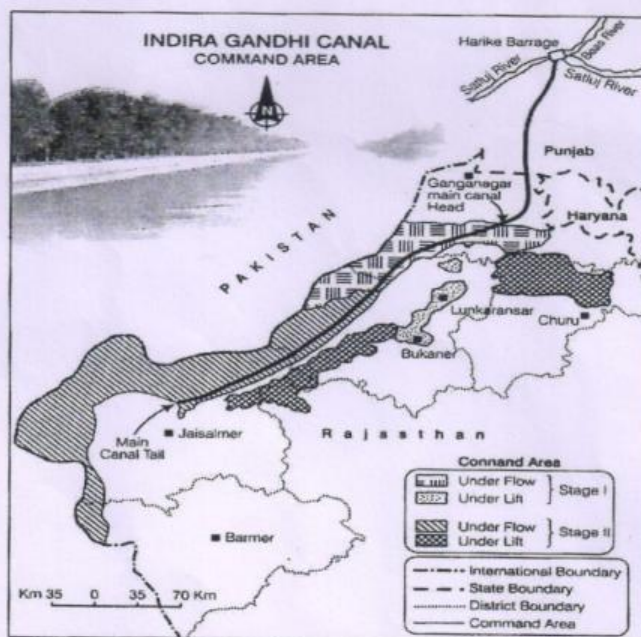 INDIRA GANDHI CANAL
COMMAND AREA
N
Harike Barrage
Beas River
Satluj River
Satluj River
Punjab
Ganganagar
main canal
Head
Haryana
PAKISTAN
Lunkaransar
Churu
Bukaner
Main
Canal Tail
Jaisalmer
Rajasthan
Barmer
Connand Area
Under Flow
Under Lift
Stage I
Under Flow
Under Lift
Stage II
International Boundary
State Boundary
District Boundary
Command Area
Km 35 0 35 70 Km